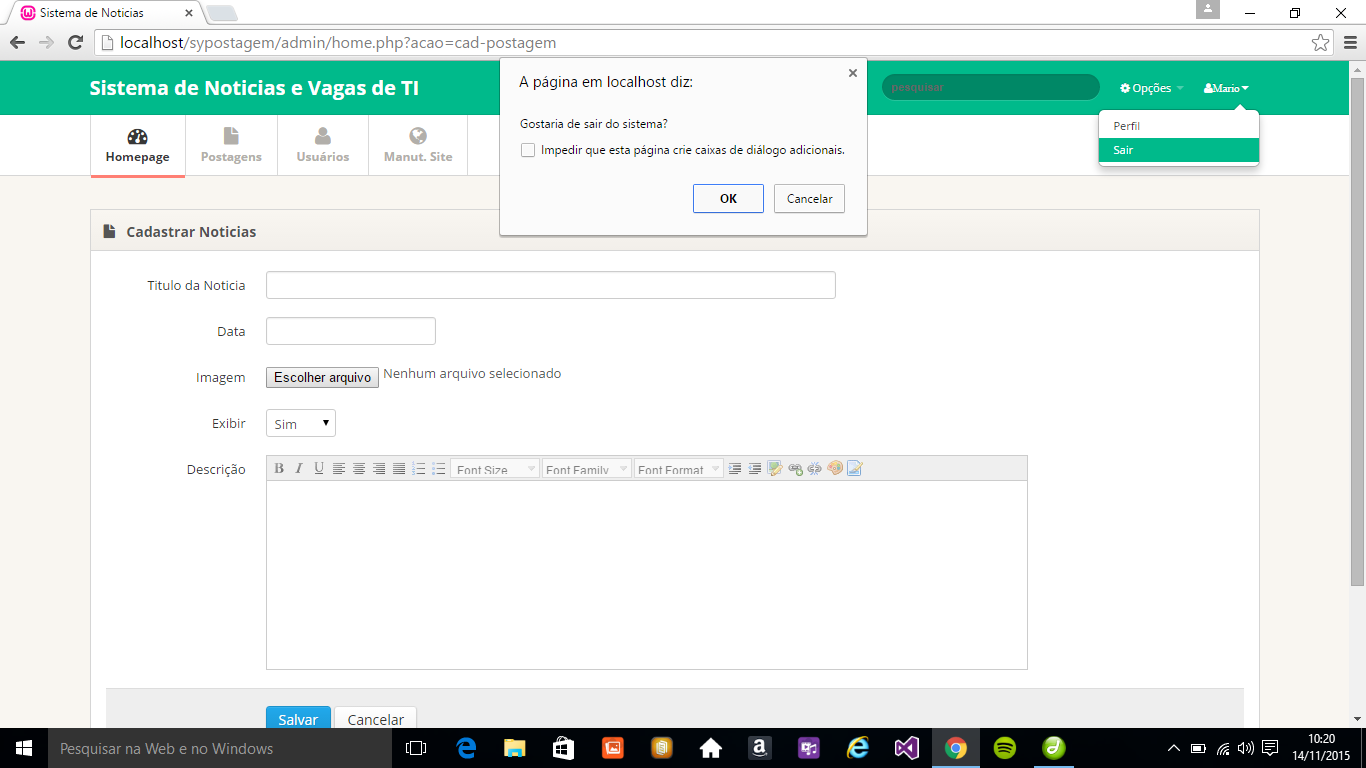 Sistema de Noticias
localhost/sypostagem/admin/home.php?acao=cad-postagem
Sistema de Noticias e Vagas de TI
pesquisar
Opções
Mario
Perfil
Sair
Homepage
Postagens
Usuários
Manut. Site
A página em localhost diz:
Gostaria de sair do sistema?
Impedir que esta página crie caixas de diálogo adicionais.
OK
Cancelar
Cadastrar Noticias
Titulo da Noticia
Data
Imagem
Escolher arquivo Nenhum arquivo selecionado
Exibir
Sim
Descrição
B I U Font Size Font Family Font Format
Salvar
Cancelar
Pesquisar na Web e no Windows
10:20
14/11/2015